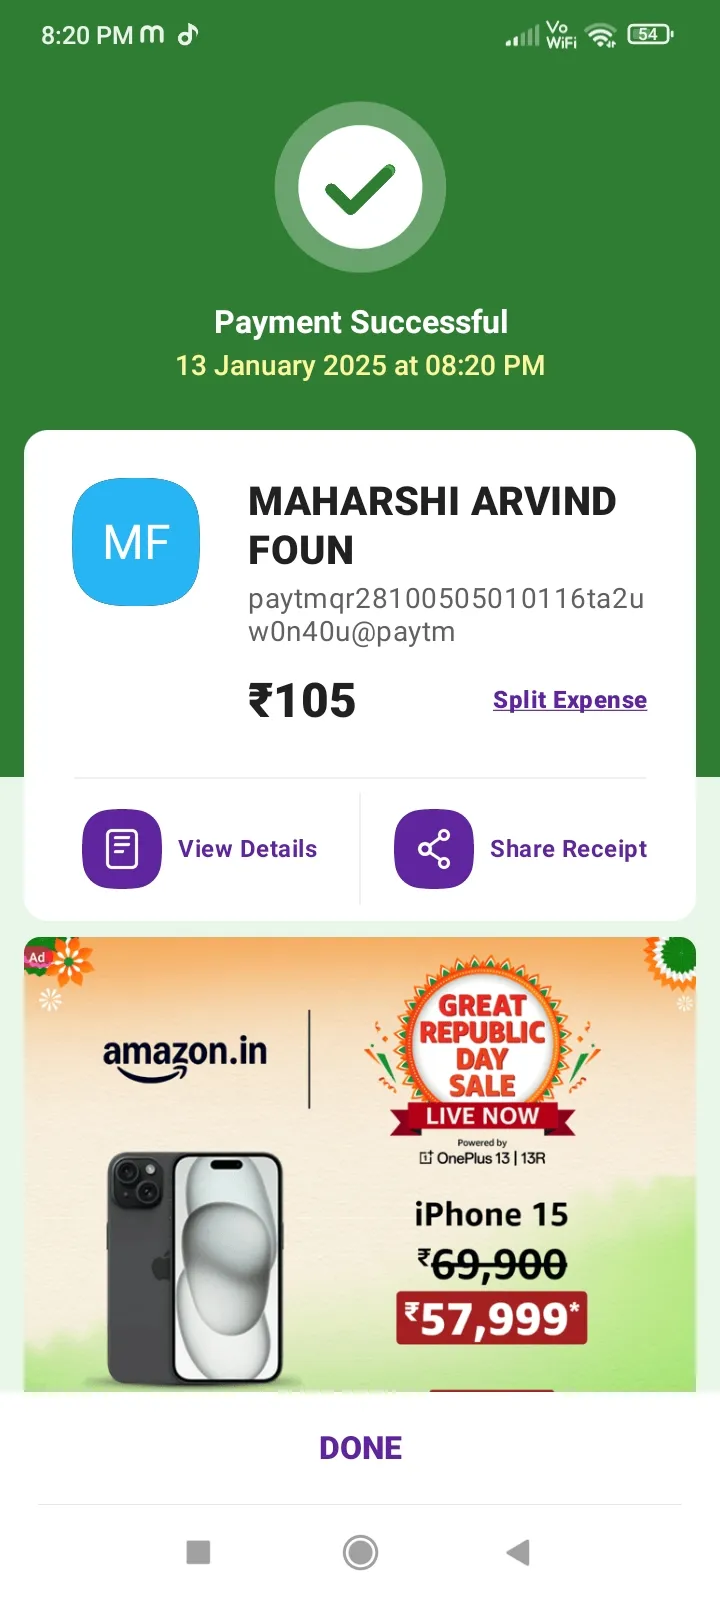 8:20 PM
Vo
WiFi
54
Payment Successful
13 January 2025 at 08:20 PM
MF
MAHARSHI ARVIND
FOUN
paytmqr28100505010116ta2u
w0n40u@paytm
₹105
Split Expense
View Details
Share Receipt
Ad
amazon.in
GREAT
REPUBLIC
DAY
SALE
LIVE NOW
Powered by
OnePlus 13 | 13R
iPhone 15
₹69,900
₹57,999*
DONE